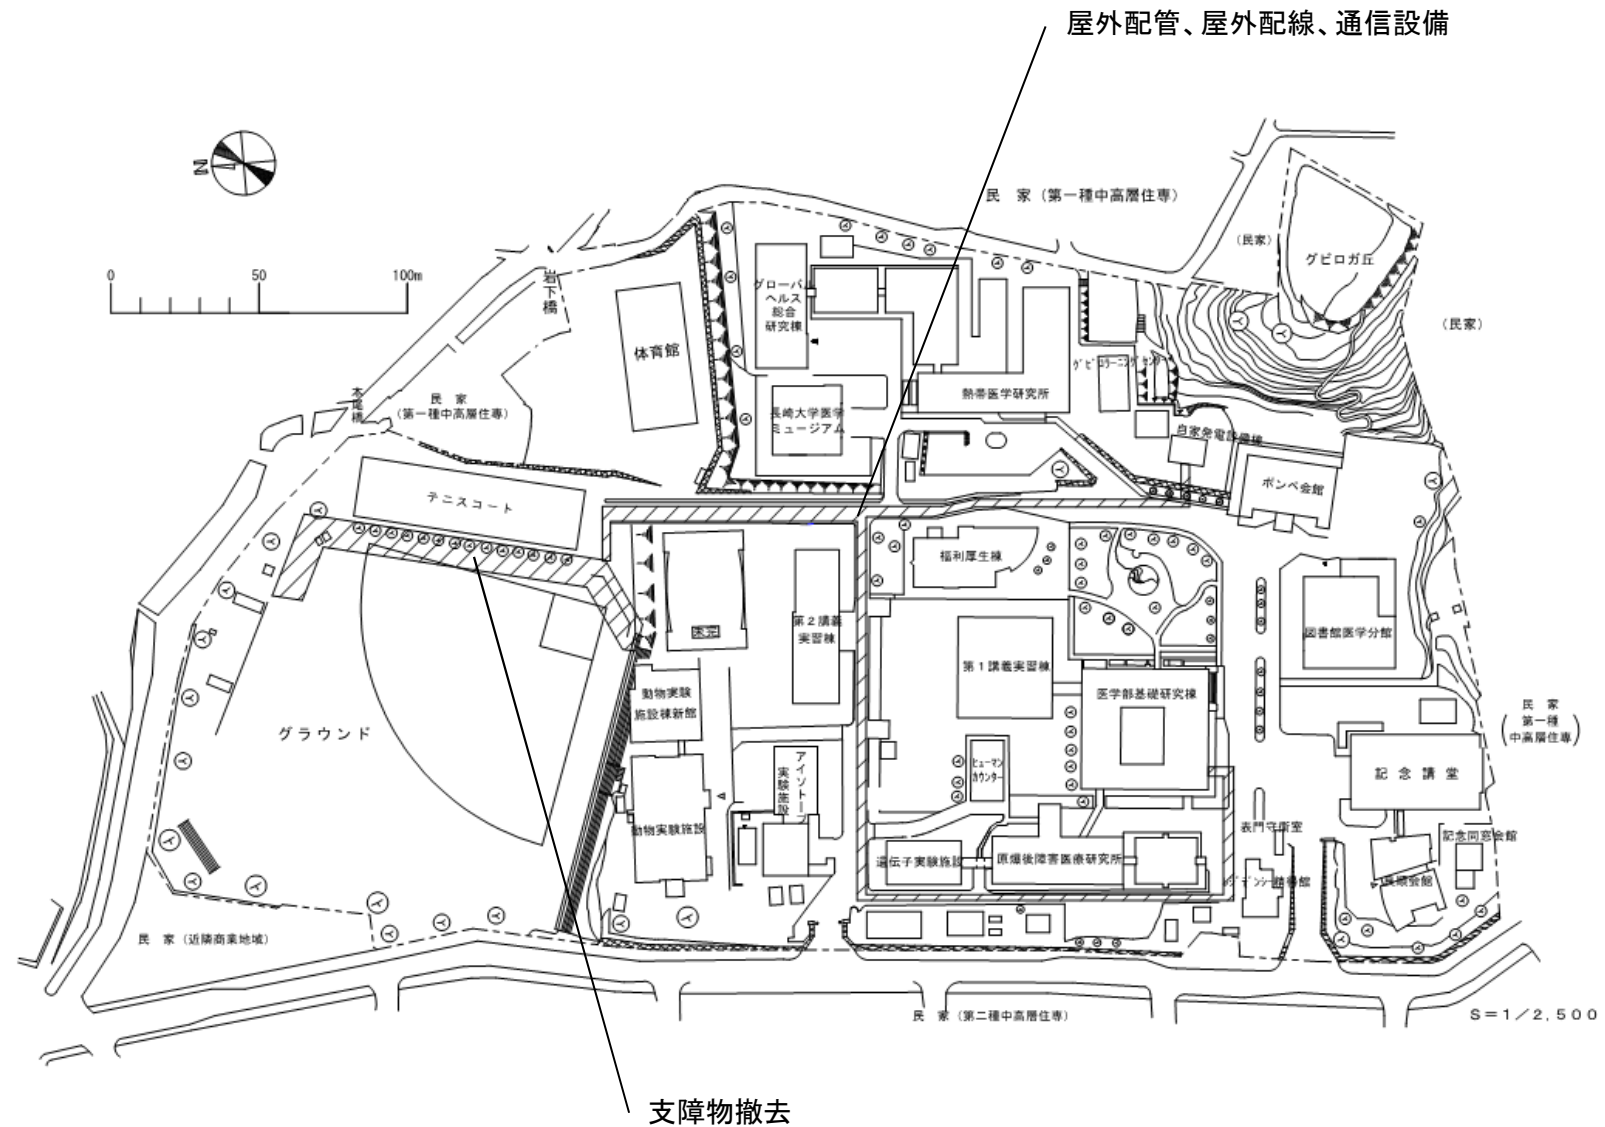 屋外配管、屋外配線、通信設備
N
0 50 100m
民 家（第一種中高層住専）
（民家）
グビロガ丘
（民家）
岩下橋
体育館
グローバル
ヘルス
総合
研究棟
熱帯医学研究所
長崎大学医学
ミュージアム
自家発電設備棟
ポンペ会館
民 家
（第一種中高層住専）
テニスコート
福利厚生棟
第２講義
実習棟
第１講義実習棟
医学部基礎研究棟
図書館医学分館
動物実験
施設棟新館
グラウンド
ヒューマン
カウンター
アイソトープ
実験施設
動物実験施設
遺伝子実験施設
原爆後障害医療研究所
表門守衛室
記 念 講 堂
民 家
第一種
中高層住専
記念同窓会館
民 家（近隣商業地域）
民 家（第二種中高層住専）
Ｓ＝１／２,５００
支障物撤去